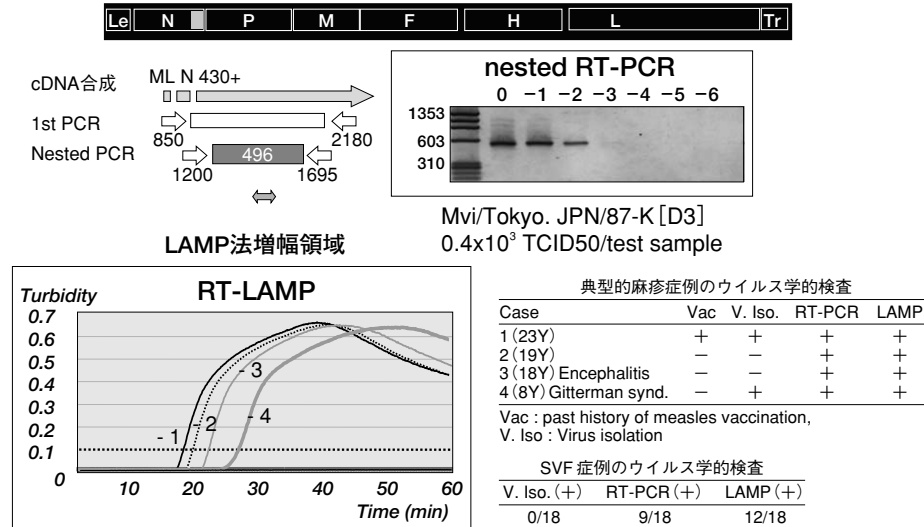 Le N P M F H L Tr
cDNA合成
ML N 430+
1st PCR
850 2180
Nested PCR
496
1200 1695
LAMP法増幅領域
nested RT-PCR
0 −1 −2 −3 −4 −5 −6
1353
603
310
Mvi/Tokyo. JPN/87-K [D3]
0.4x10³ TCID50/test sample
RT-LAMP
Turbidity
0.7
0.6
0.5
0.4
0.3
0.2
0.1
0
- 1
- 2
- 3
- 4
10 20 30 40 50 60
Time (min)
典型的麻疹症例のウイルス学的検査
Case Vac V. Iso. RT-PCR LAMP
1 (23Y) + + + +
2 (19Y) − − + +
3 (18Y) Encephalitis − − + +
4 (8Y) Gitterman synd. − + + +
Vac : past history of measles vaccination,
V. Iso : Virus isolation
SVF 症例のウイルス学的検査
V. Iso. (+) RT-PCR (+) LAMP (+)
0/18 9/18 12/18